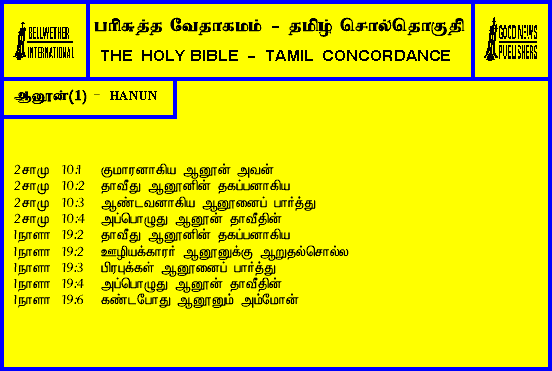 BELLWETHER
INTERNATIONAL
பரிசுத்த வேதாகமம் - தமிழ் சொல்தொகுதி
THE HOLY BIBLE - TAMIL CONCORDANCE
GOOD NEWS
PUBLISHERS
ஆனூன்(1) - HANUN
2சாமு 10:1 குமாரனாகிய ஆனூன் அவன்
2சாமு 10:2 தாவீது ஆனூனின் தகப்பனாகிய
2சாமு 10:3 ஆண்டவனாகிய ஆனூனைப் பார்த்து
2சாமு 10:4 அப்பொழுது ஆனூன் தாவீதின்
1நாளா 19:2 தாவீது ஆனூனின் தகப்பனாகிய
1நாளா 19:2 ஊழியக்காரர் ஆனூனுக்கு ஆறுதல்சொல்ல
1நாளா 19:3 பிரபுக்கள் ஆனூனைப் பார்த்து
1நாளா 19:4 அப்பொழுது ஆனூன் தாவீதின்
1நாளா 19:6 கண்டபோது ஆனூனும் அம்மோன்